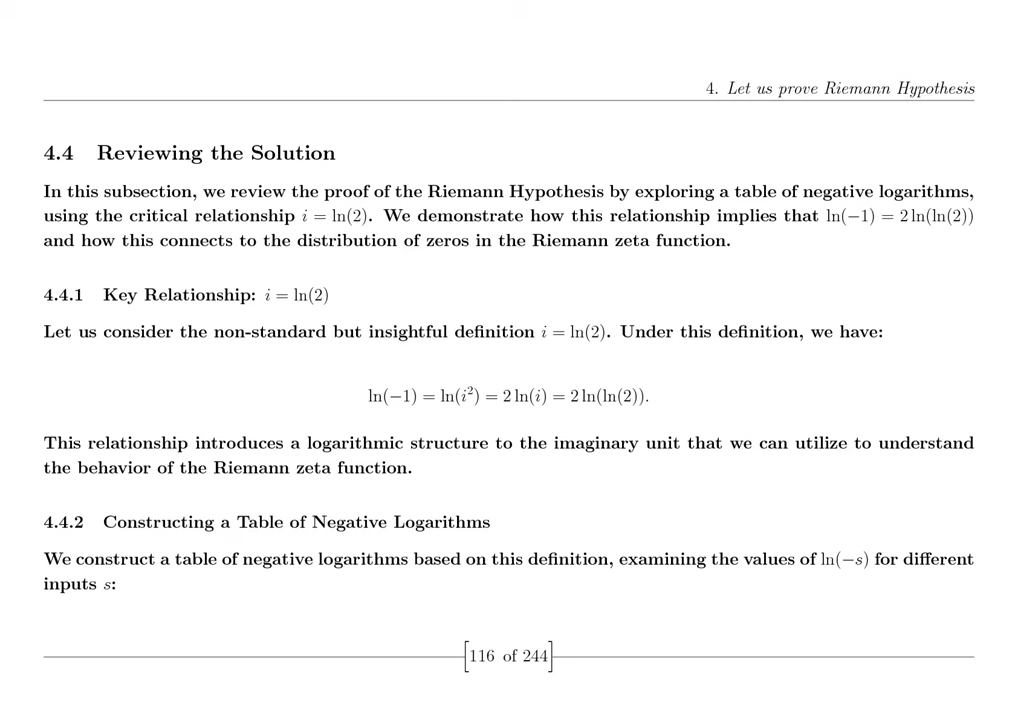 4. Let us prove Riemann Hypothesis
4.4 Reviewing the Solution
In this subsection, we review the proof of the Riemann Hypothesis by exploring a table of negative logarithms,
using the critical relationship i = ln(2). We demonstrate how this relationship implies that ln(−1) = 2 ln(ln(2))
and how this connects to the distribution of zeros in the Riemann zeta function.
4.4.1 Key Relationship: i = ln(2)
Let us consider the non-standard but insightful definition i = ln(2). Under this definition, we have:
ln(−1) = ln(i²) = 2 ln(i) = 2 ln(ln(2)).
This relationship introduces a logarithmic structure to the imaginary unit that we can utilize to understand
the behavior of the Riemann zeta function.
4.4.2 Constructing a Table of Negative Logarithms
We construct a table of negative logarithms based on this definition, examining the values of ln(−s) for different
inputs s:
[116 of 244]